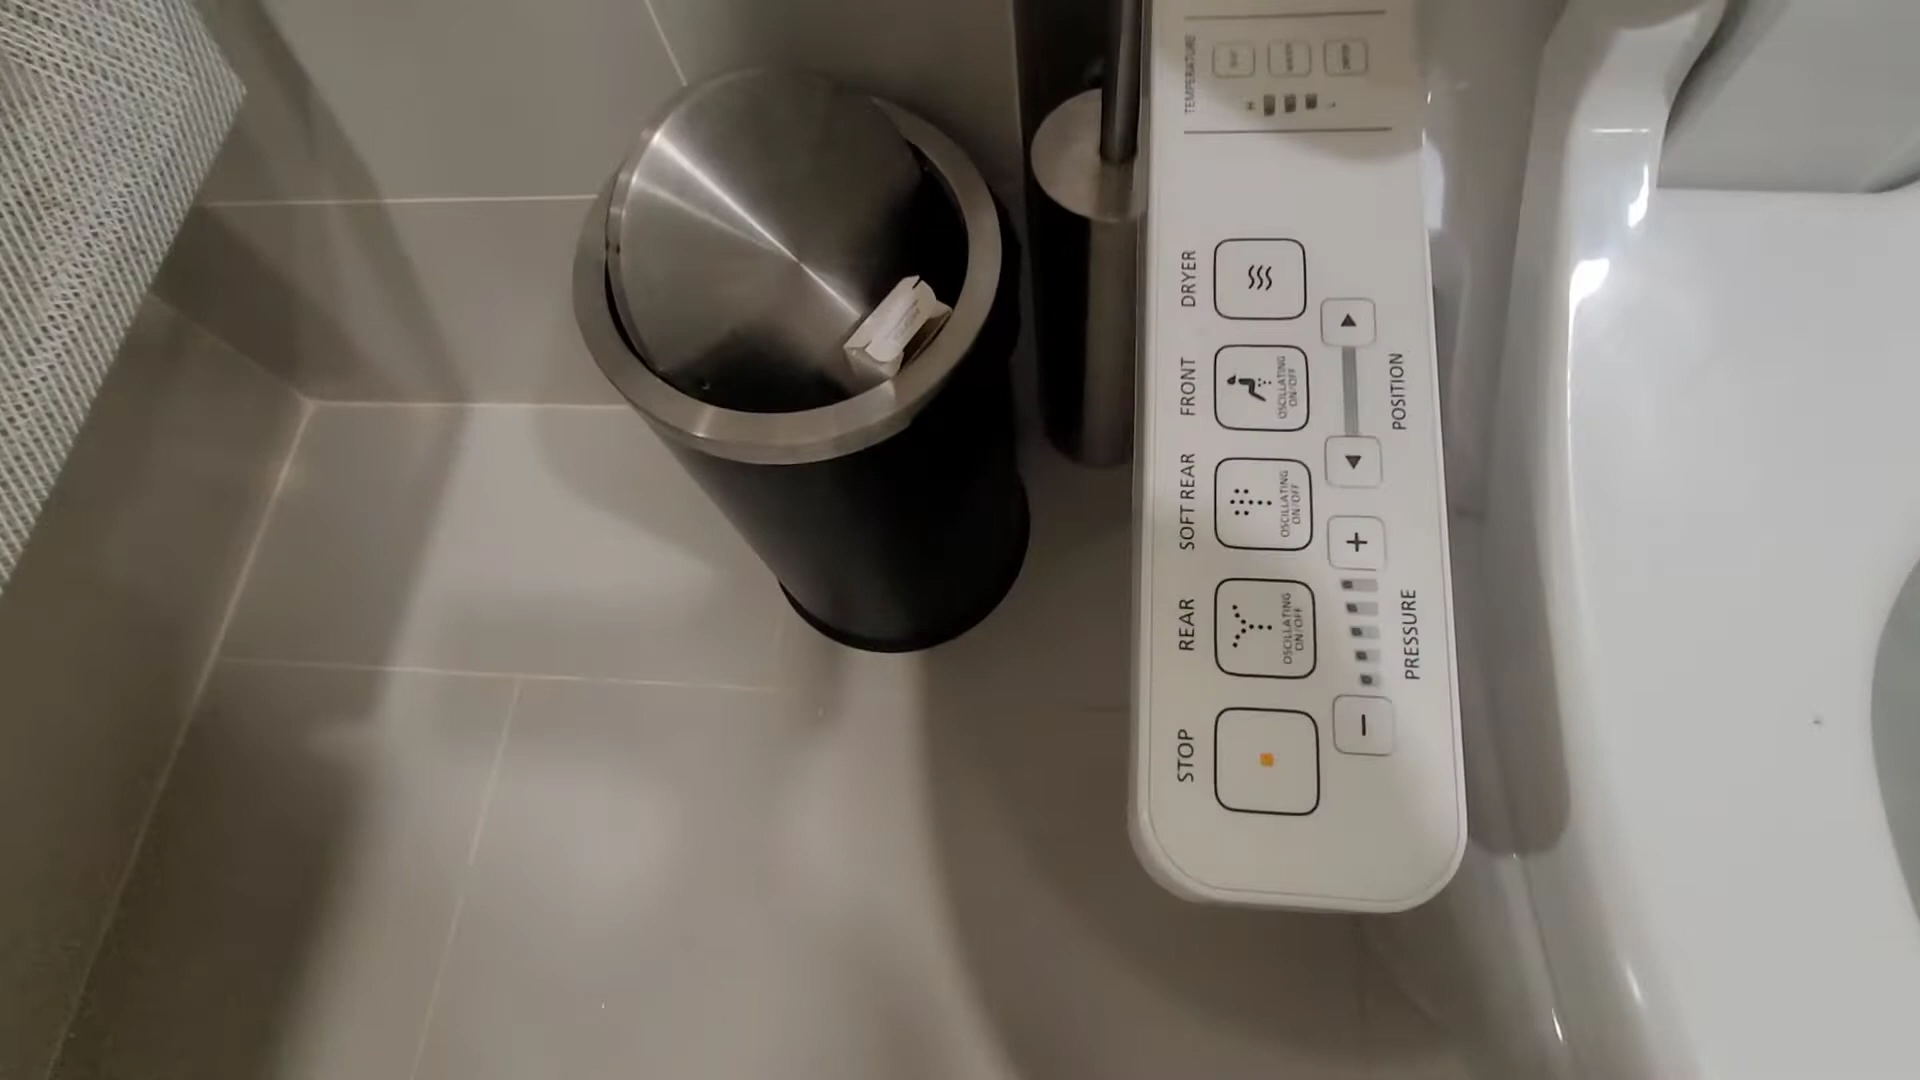 STOP
REAR
OSCILLATING
ON/OFF
SOFT REAR
OSCILLATING
ON/OFF
FRONT
OSCILLATING
ON/OFF
DRYER
−
PRESSURE
+
POSITION
TEMPERATURE